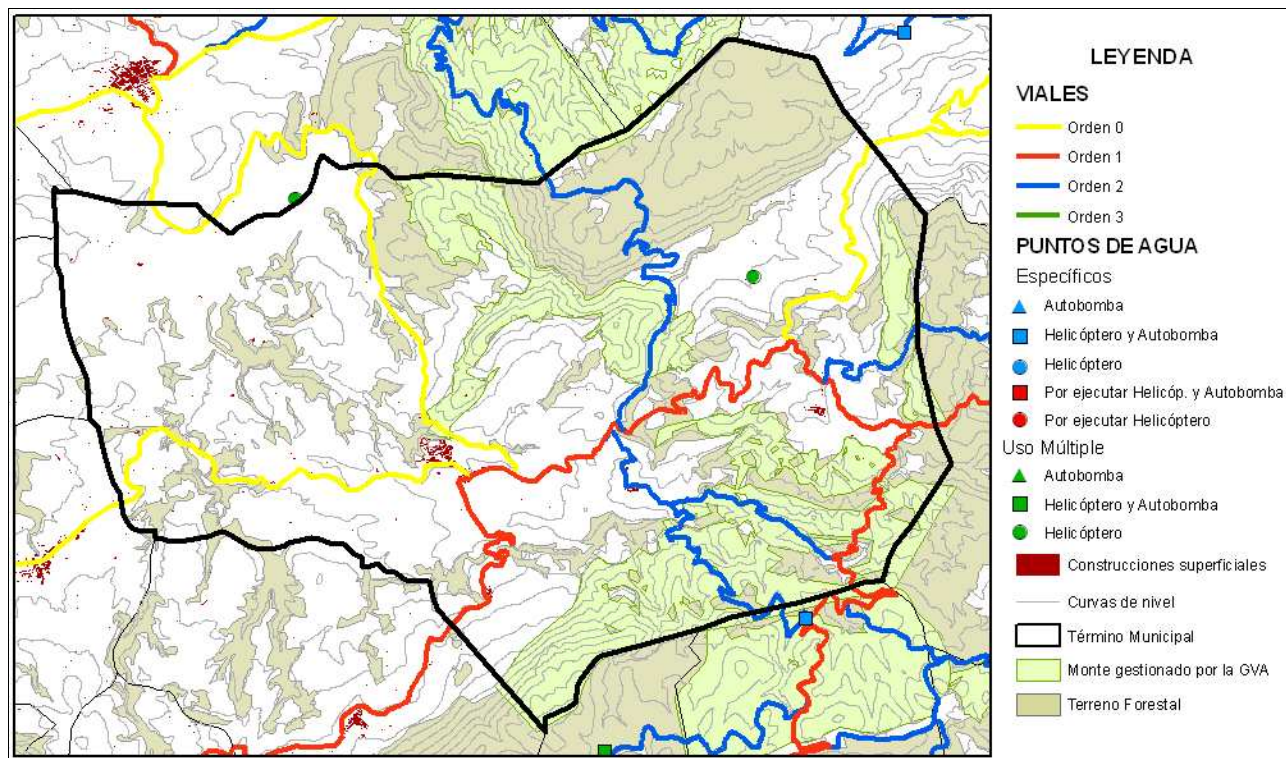 LEYENDA
VIALES
Orden 0
Orden 1
Orden 2
Orden 3
PUNTOS DE AGUA
Específicos
Autobomba
Helicóptero y Autobomba
Helicóptero
Por ejecutar Helicóp. y Autobomba
Por ejecutar Helicóptero
Uso Múltiple
Autobomba
Helicóptero y Autobomba
Helicóptero
Construcciones superficiales
Curvas de nivel
Término Municipal
Monte gestionado por la GVA
Terreno Forestal